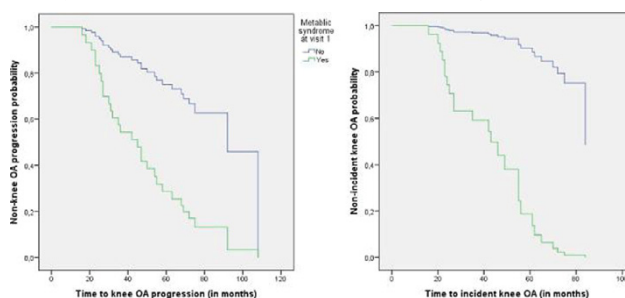 Metablic
syndrome
at visit 1
No
Yes
Non-knee OA progression probability
1,0
0,8
0,6
0,4
0,2
0,0
0
20
40
60
80
100
120
Time to knee OA progression (in months)
Non-incident knee OA probability
1,0
0,8
0,6
0,4
0,2
0,0
0
20
40
60
80
100
Time to incident knee OA (in months)